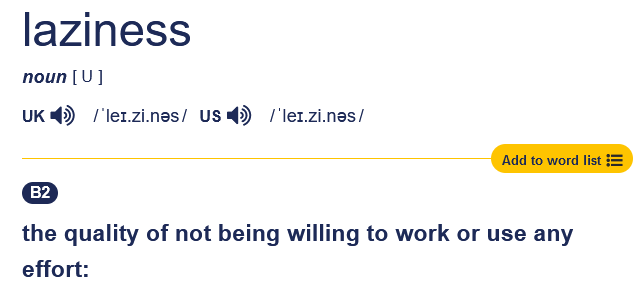 laziness
noun [ U ]
UK /ˈleɪ.zi.nəs/ US /ˈleɪ.zi.nəs/
Add to word list
B2
the quality of not being willing to work or use any
effort: